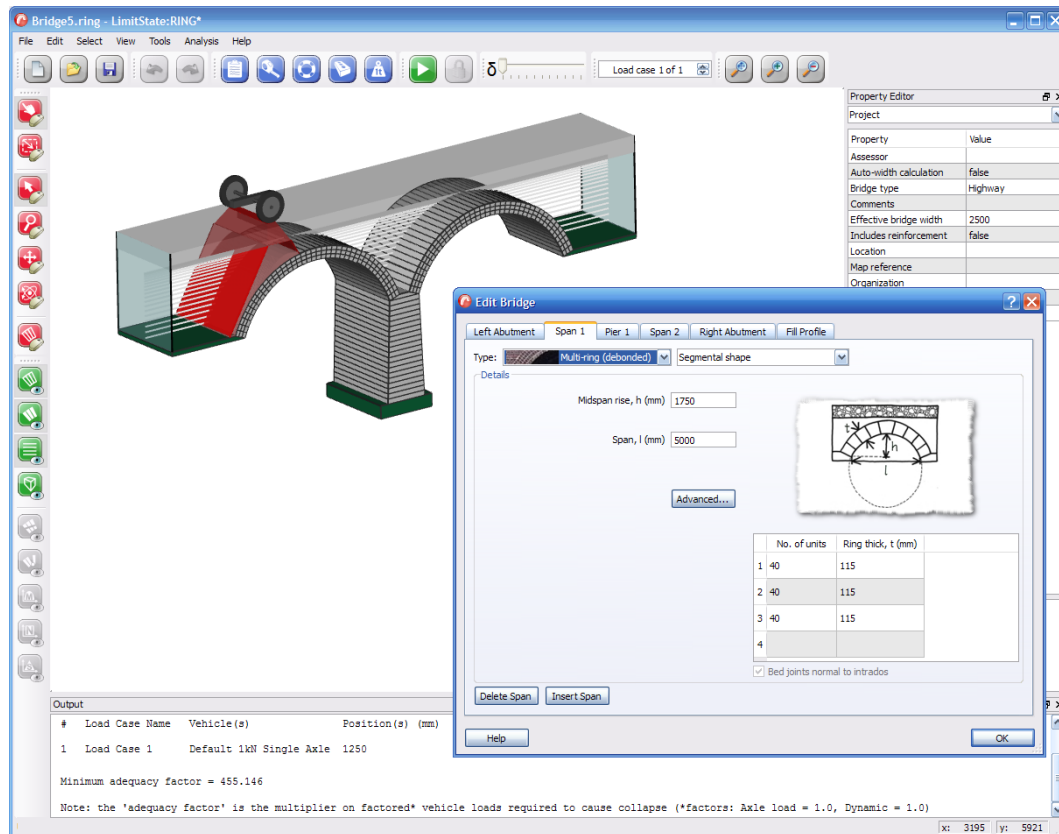 Bridge5.ring - LimitState:RING*
File Edit Select View Tools Analysis Help
δ Load case 1 of 1
Property Editor
Project
Property Value
Assessor
Auto-width calculation false
Bridge type Highway
Comments
Effective bridge width 2500
Includes reinforcement false
Location
Map reference
Organization
Edit Bridge
Left Abutment Span 1 Pier 1 Span 2 Right Abutment Fill Profile
Type: Multi-ring (debonded) Segmental shape
Details
Midspan rise, h (mm) 1750
Span, l (mm) 5000
t h l
Advanced...
No. of units Ring thick, t (mm)
1 40 115
2 40 115
3 40 115
4
Bed joints normal to intrados
Delete Span Insert Span
Help OK
Output
# Load Case Name Vehicle(s) Position(s) (mm)
1 Load Case 1 Default 1kN Single Axle 1250
Minimum adequacy factor = 455.146
Note: the 'adequacy factor' is the multiplier on factored* vehicle loads required to cause collapse (*factors: Axle load = 1.0, Dynamic = 1.0)
x: 3195 y: 5921